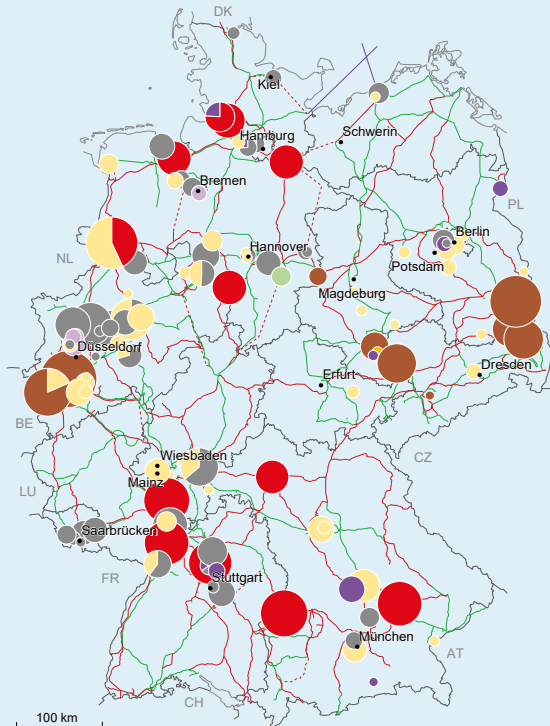 DK
Kiel
Schwerin
Hamburg
Bremen
PL
Berlin
Hannover
NL
Potsdam
Magdeburg
Düsseldorf
Dresden
Erfurt
BE
Wiesbaden
CZ
Mainz
LU
Saarbrücken
FR
Stuttgart
München
AT
CH
100 km